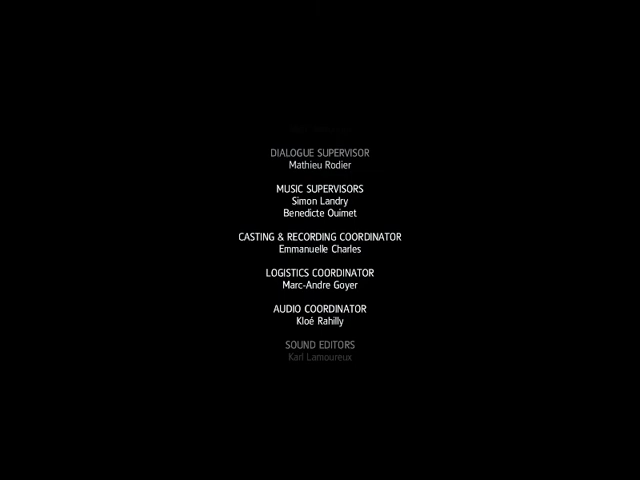 DIALOGUE SUPERVISOR
Mathieu Rodier
MUSIC SUPERVISORS
Simon Landry
Benedicte Ouimet
CASTING & RECORDING COORDINATOR
Emmanuelle Charles
LOGISTICS COORDINATOR
Marc-Andre Goyer
AUDIO COORDINATOR
Kloé Rahilly
SOUND EDITORS
Karl Lamoureux